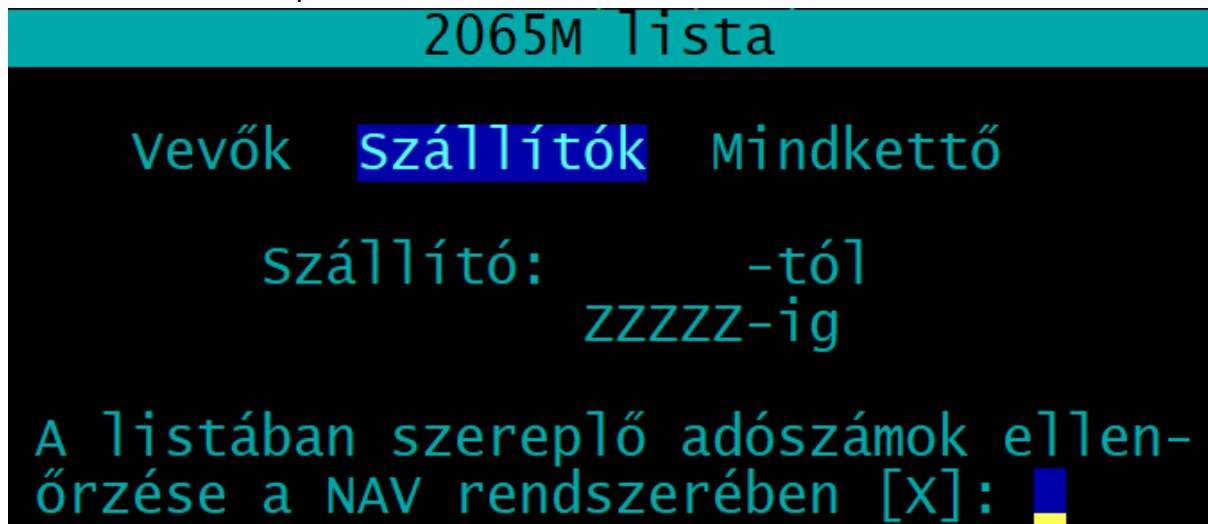 2065M lista
Vevők Szállítók Mindkettő
Szállító: -tól
ZZZZZ-ig
A listában szereplő adószámok ellen-
őrzése a NAV rendszerében [X]: